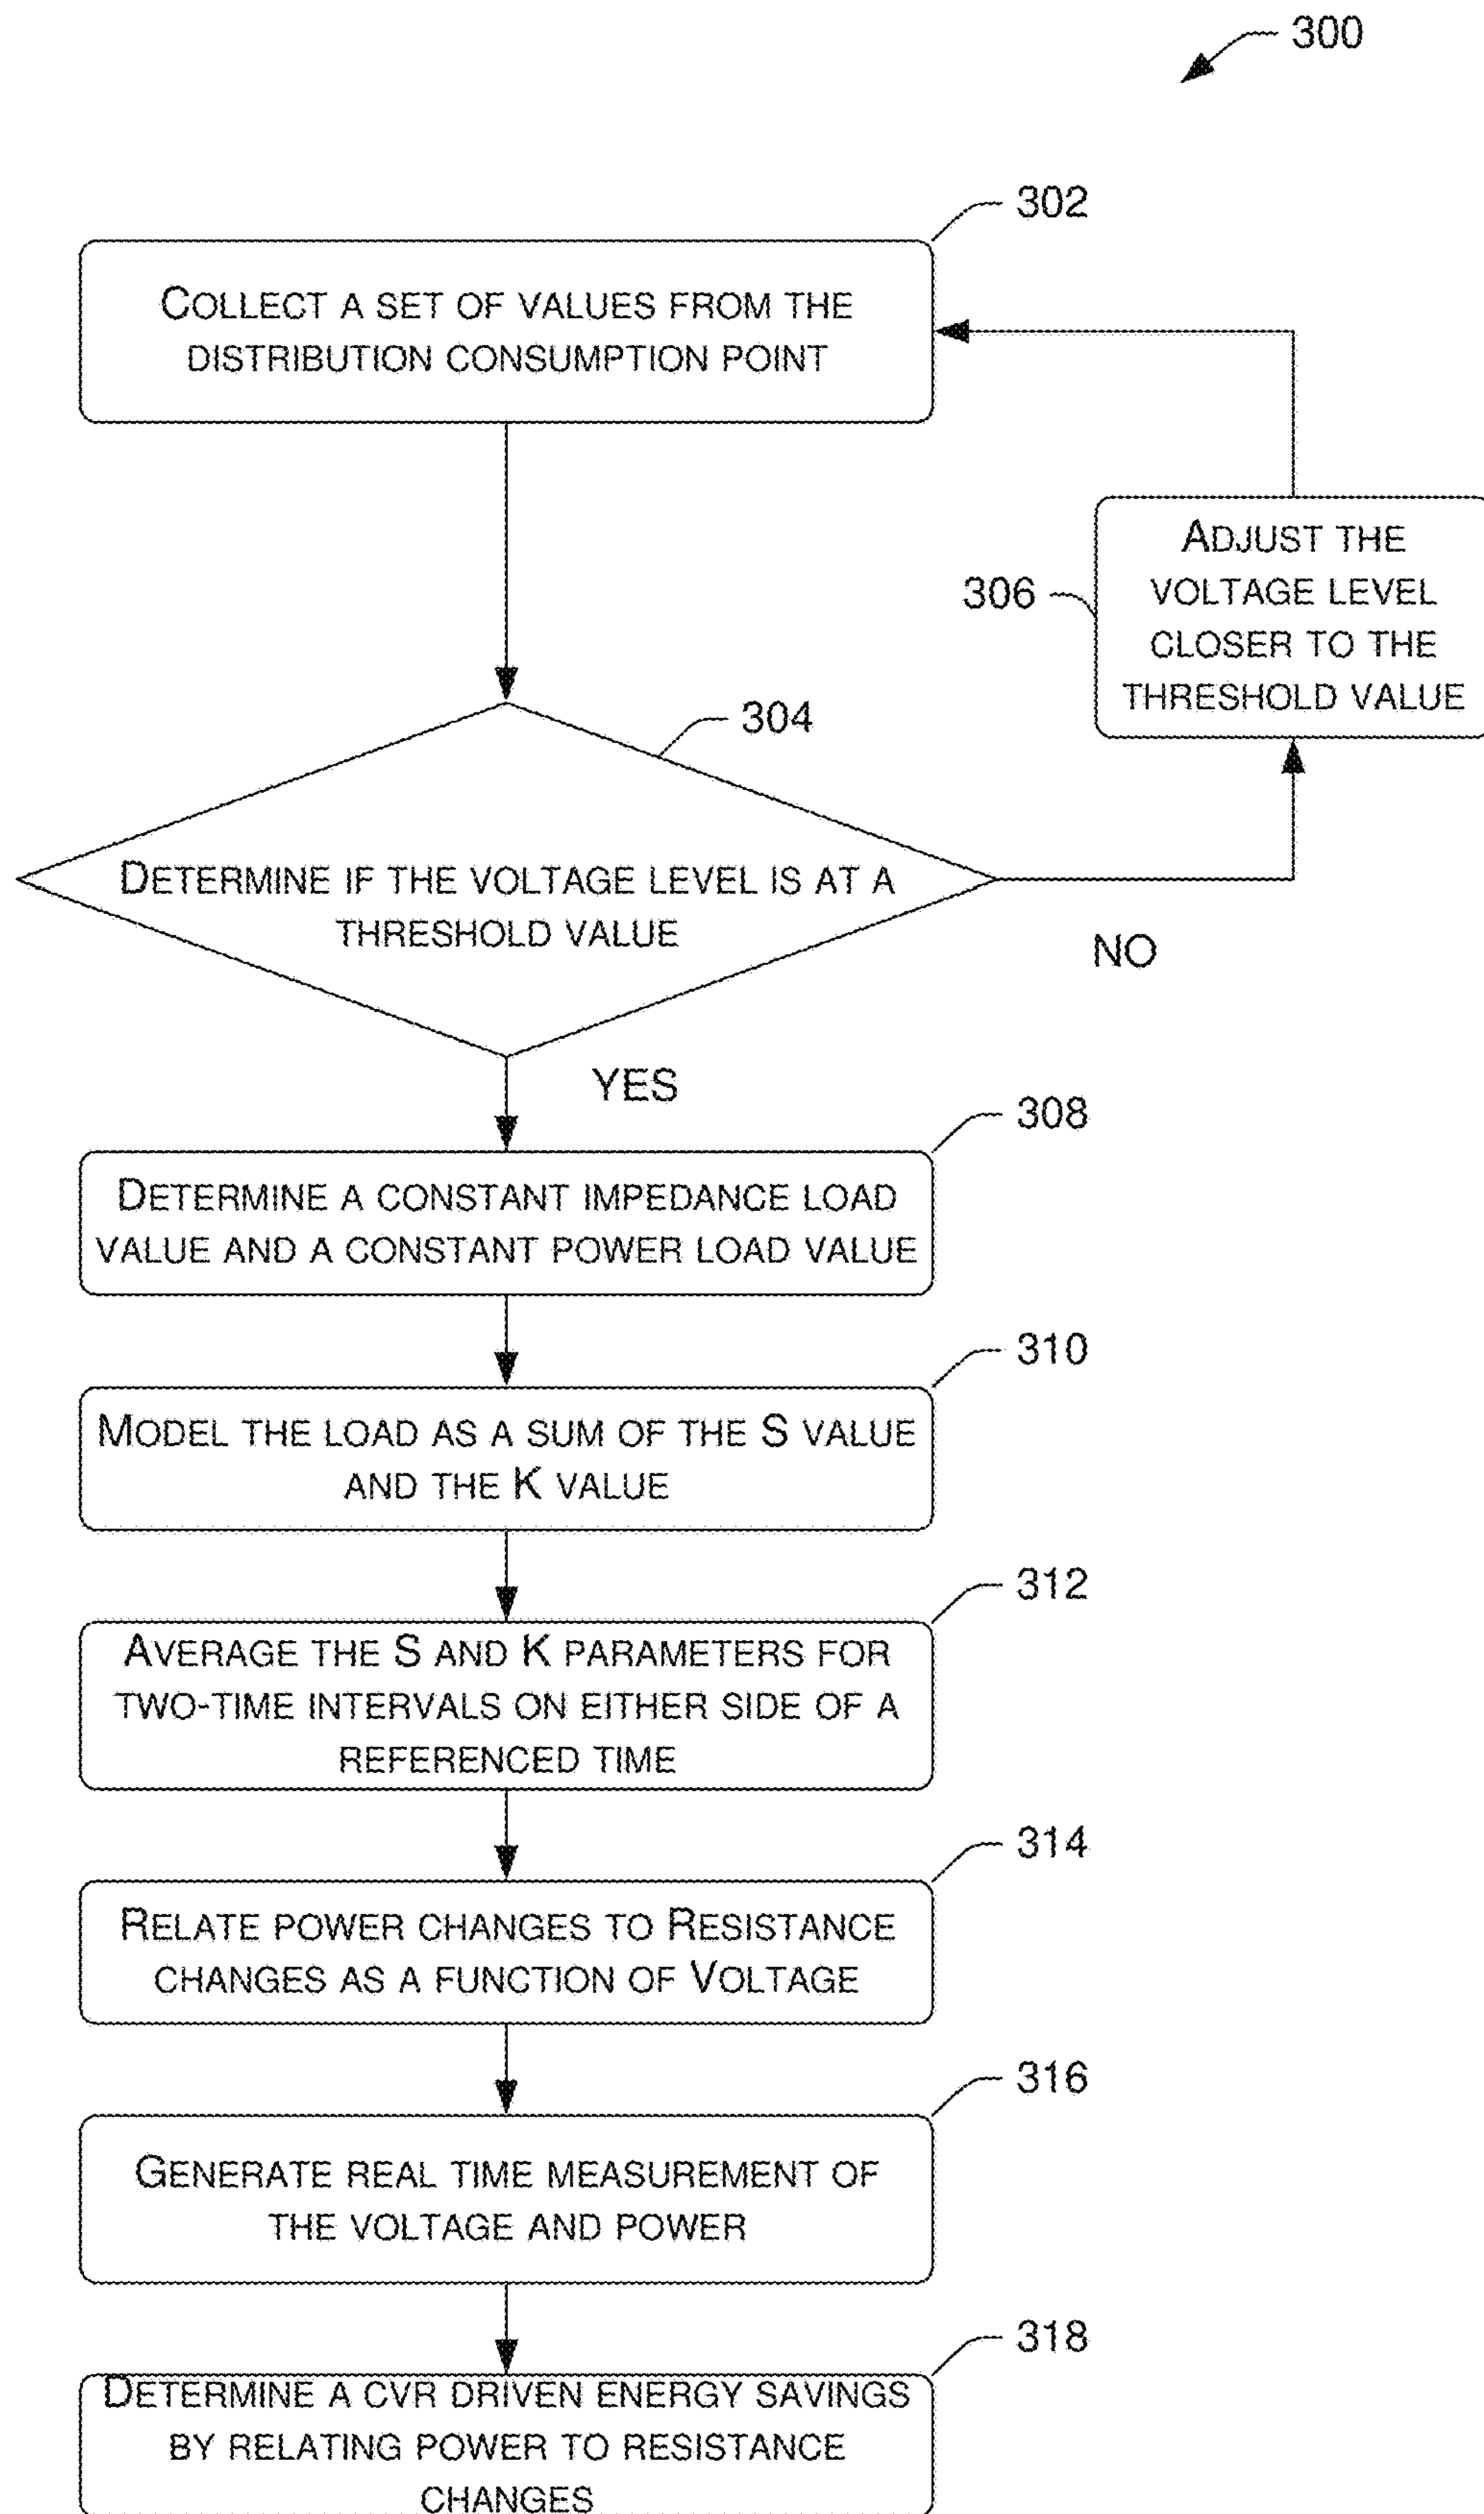 300
302
COLLECT A SET OF VALUES FROM THE
DISTRIBUTION CONSUMPTION POINT
ADJUST THE
VOLTAGE LEVEL
CLOSER TO THE
THRESHOLD VALUE
306
304
DETERMINE IF THE VOLTAGE LEVEL IS AT A
THRESHOLD VALUE
NO
YES
308
DETERMINE A CONSTANT IMPEDANCE LOAD
VALUE AND A CONSTANT POWER LOAD VALUE
310
MODEL THE LOAD AS A SUM OF THE S VALUE
AND THE K VALUE
312
AVERAGE THE S AND K PARAMETERS FOR
TWO-TIME INTERVALS ON EITHER SIDE OF A
REFERENCED TIME
314
RELATE POWER CHANGES TO RESISTANCE
CHANGES AS A FUNCTION OF VOLTAGE
316
GENERATE REAL TIME MEASUREMENT OF
THE VOLTAGE AND POWER
318
DETERMINE A CVR DRIVEN ENERGY SAVINGS
BY RELATING POWER TO RESISTANCE
CHANGES